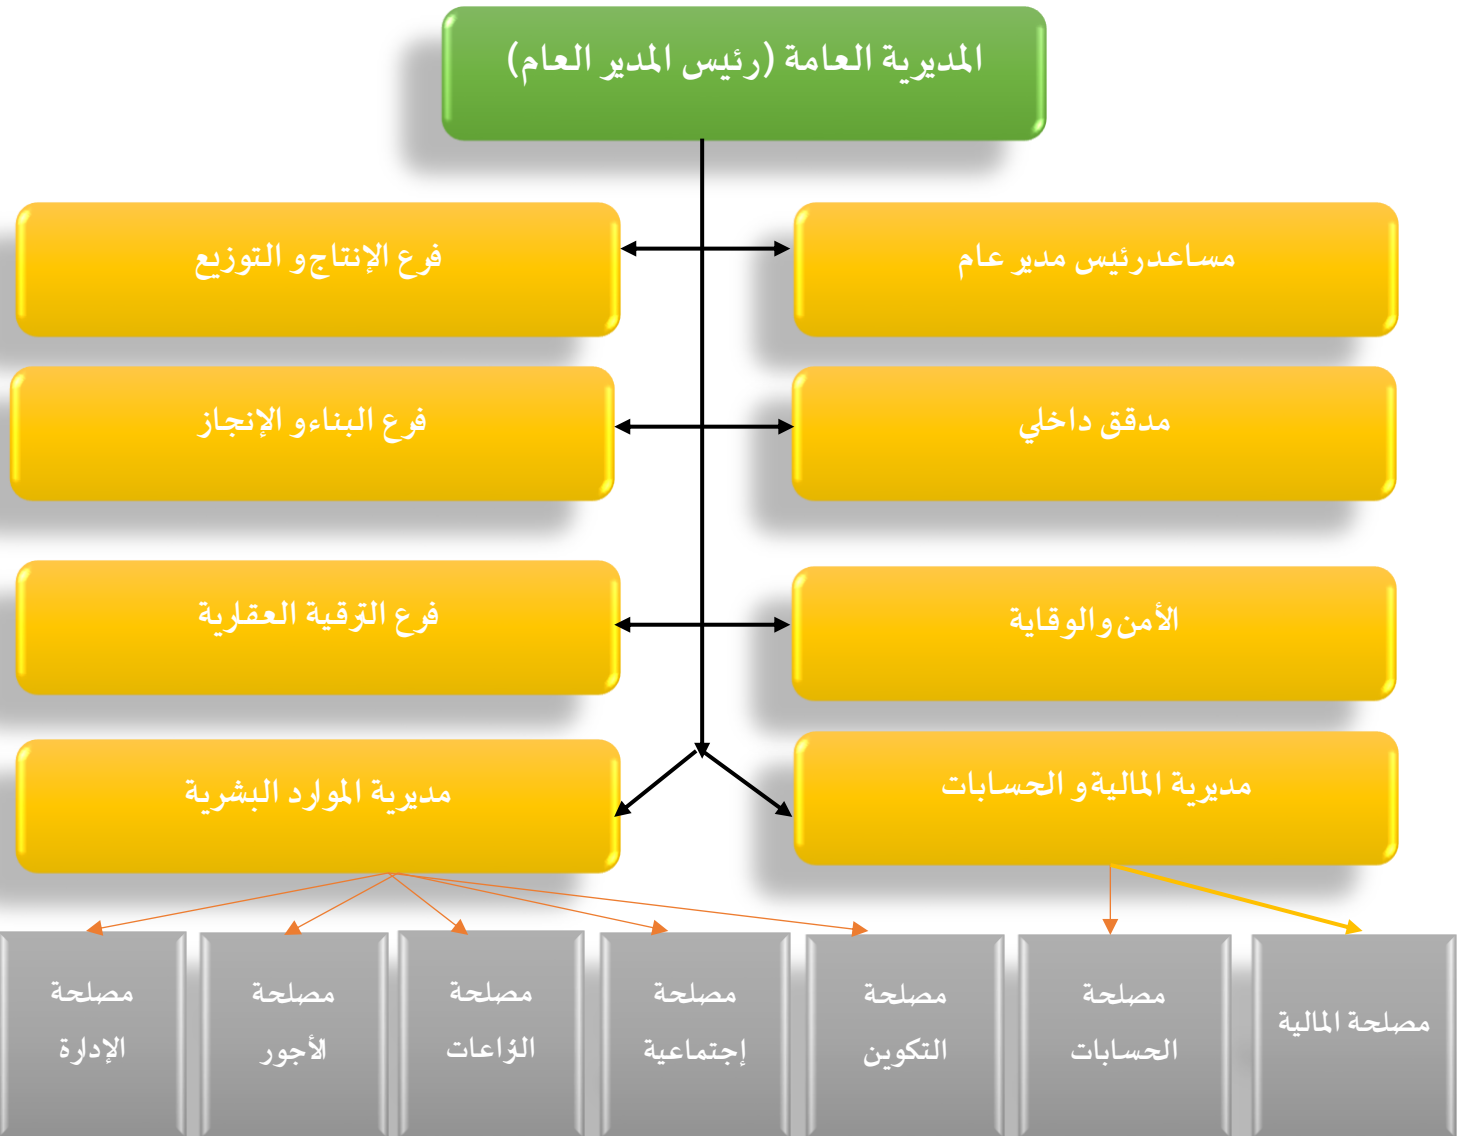 المديرية العامة (رئيس المدير العام)
مساعدرئيس مدير عام
فرع الإنتاج و التوزيع
مدقق داخلي
فوع البناء و الإنجاز
الأمن والوقاية
فرع الترقية العقارية
مديرية المالية و الحسابات
مديرية الموارد البشرية
مصلحة المالية
مصلحة
الحسابات
مصلحة
التكوين
مصلحة
إجتماعية
مصلحة
النزاعات
مصلحة
الأجور
مصلحة
الإدارة